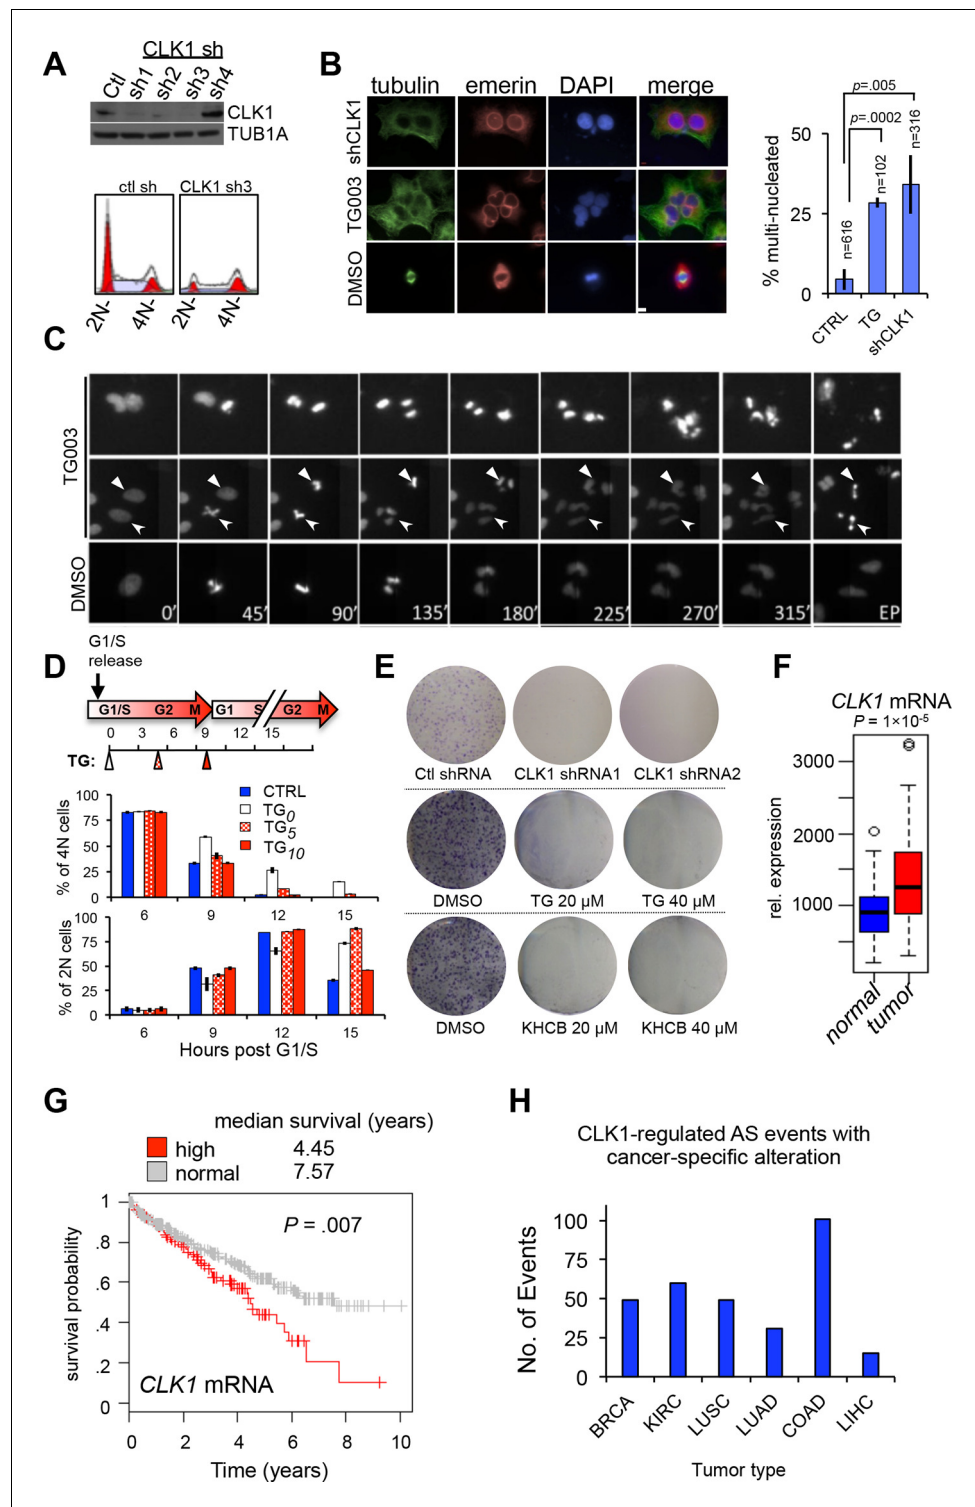 A
CLK1 sh
Ctl
sh1
sh2
sh3
sh4
CLK1
TUB1A
ctl sh
CLK1 sh3
2N-
4N-
2N-
4N-
B
tubulin
emerin
DAPI
merge
shCLK1
TG003
DMSO
p=.005
p=.0002
50
25
0
% multi-nucleated
n=616
n=102
n=316
CTRL
TG
shCLK1
C
TG003
DMSO
0′
45′
90′
135′
180′
225′
270′
315′
EP
D
G1/S
release
G1/S
G2
M
G1
S
G2
M
0 3 6 9 12 15
TG:
CTRL
TG0
TG5
TG10
% of 4N cells
100
75
50
25
0
6 9 12 15
% of 2N cells
100
75
50
25
0
6 9 12 15
Hours post G1/S
E
Ctl shRNA
CLK1 shRNA1
CLK1 shRNA2
DMSO
TG 20 µM
TG 40 µM
DMSO
KHCB 20 µM
KHCB 40 µM
F
CLK1 mRNA
P = 1×10-5
rel. expression
3000
2000
1000
normal
tumor
G
median survival (years)
high 4.45
normal 7.57
P = .007
survival probability
1
.8
.6
.4
.2
0
CLK1 mRNA
0 2 4 6 8 10
Time (years)
H
CLK1-regulated AS events with
cancer-specific alteration
No. of Events
100
75
50
25
0
BRCA
KIRC
LUSC
LUAD
COAD
LIHC
Tumor type